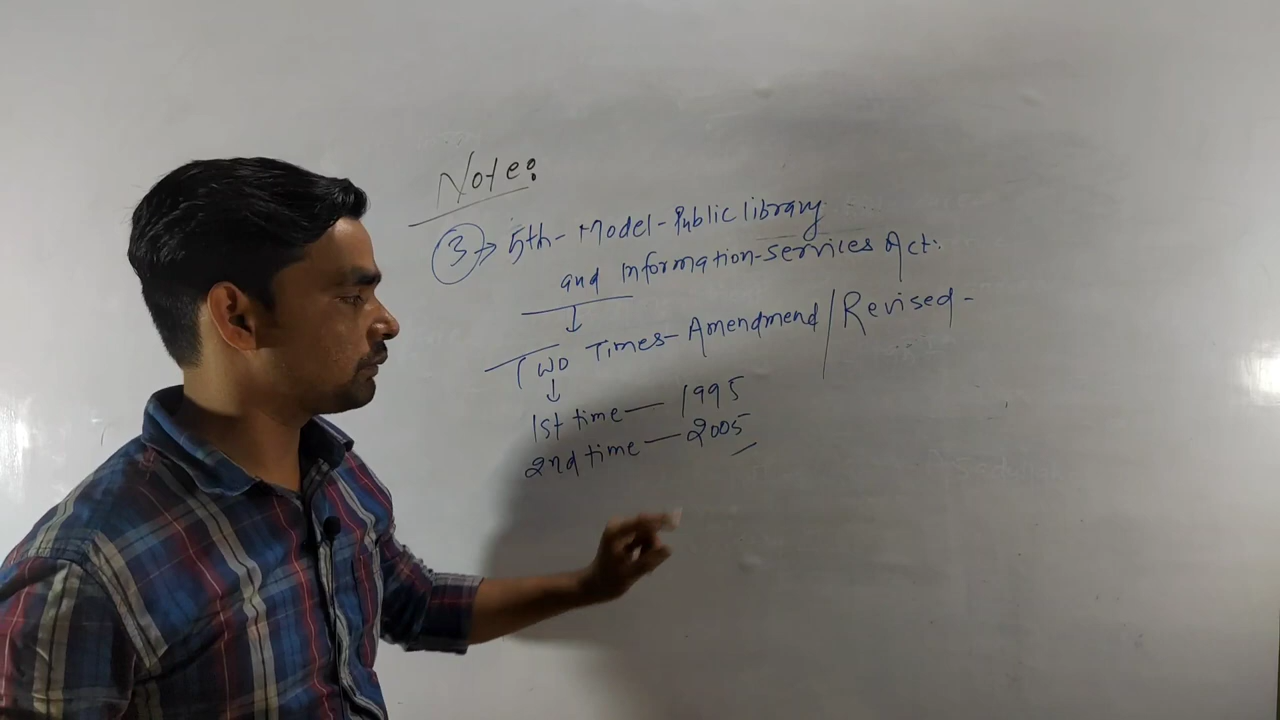 Note:
3 → 5th - Model - Public library
and Information - Services Act.
Two Times - Amendmend / Revised -
1st time — 1995
2nd time — 2005